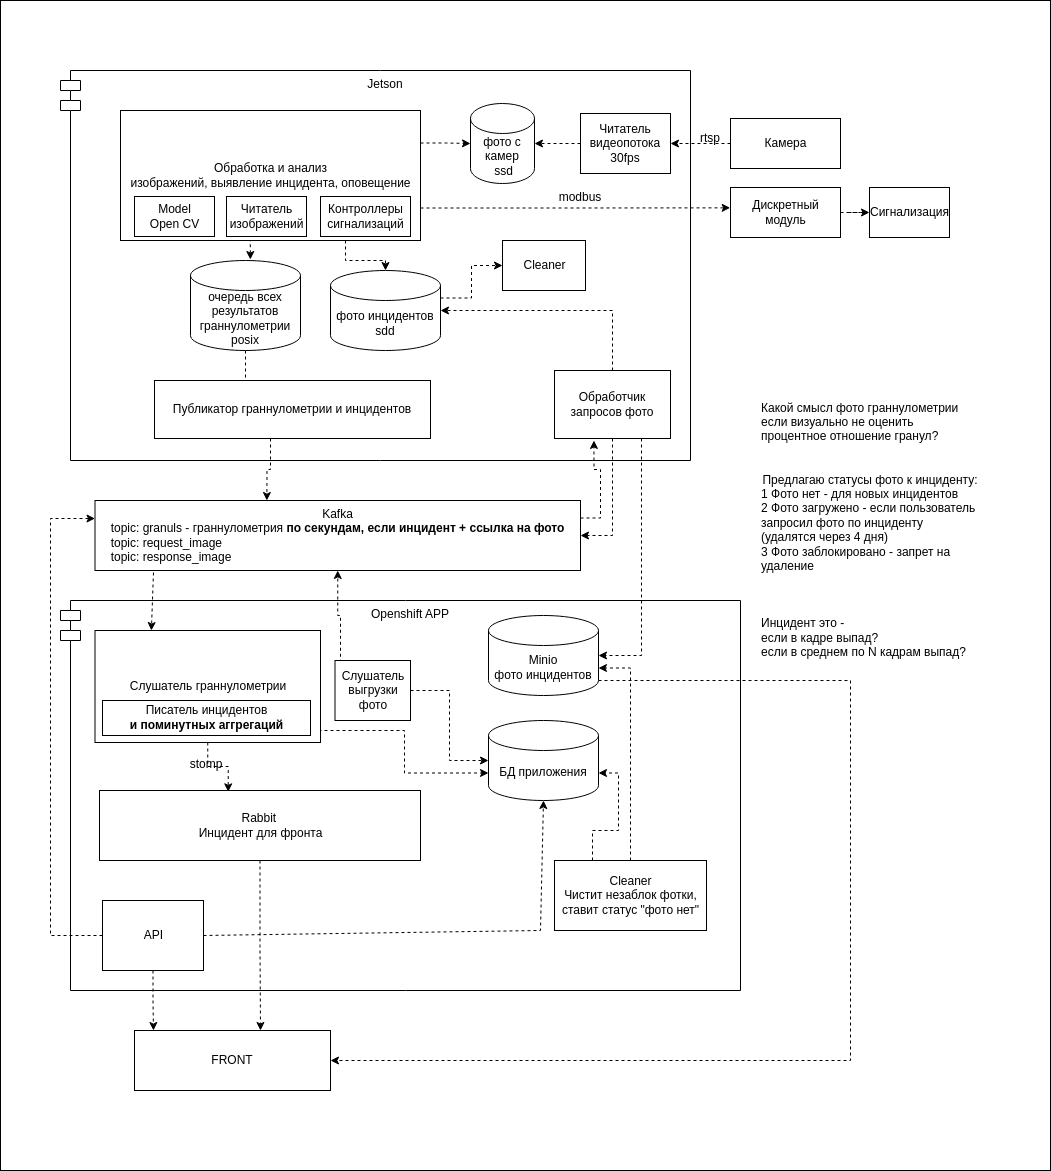 Jetson
Обработка и анализ
изображений, выявление инцидента, оповещение
Model
Open CV
Читатель
изображений
Контроллеры
сигнализаций
фото с
камер
ssd
Читатель
видеопотока
30fps
rtsp
Камера
modbus
Дискретный
модуль
Сигнализация
Cleaner
очередь всех
результатов
граннулометрии
posix
фото инцидентов
sdd
Публикатор граннулометрии и инцидентов
Обработчик
запросов фото
Какой смысл фото граннулометрии
если визуально не оценить
процентное отношение гранул?
Предлагаю статусы фото к инциденту:
1 Фото нет - для новых инцидентов
2 Фото загружено - если пользователь
запросил фото по инциденту
(удалятся через 4 дня)
3 Фото заблокировано - запрет на
удаление
Инцидент это -
если в кадре выпад?
если в среднем по N кадрам выпад?
Kafka
topic: granuls - граннулометрия по секундам, если инцидент + ссылка на фото
topic: request_image
topic: response_image
Openshift APP
Слушатель граннулометрии
Писатель инцидентов
и поминутных аггрегаций
Слушатель
выгрузки
фото
Minio
фото инцидентов
БД приложения
stomp
Rabbit
Инцидент для фронта
Cleaner
Чистит незаблок фотки,
ставит статус "фото нет"
API
FRONT